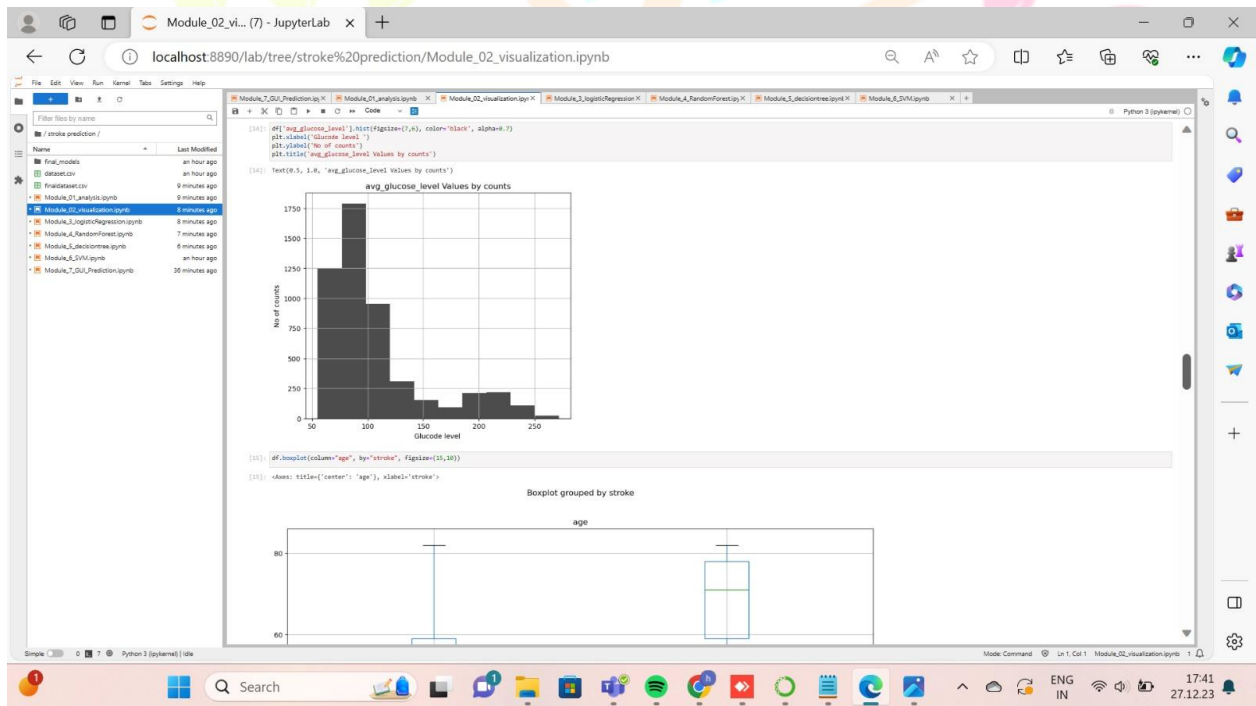 Module_02_vi... (7) - JupyterLab
localhost:8890/lab/tree/stroke%20prediction/Module_02_visualization.ipynb
File Edit View Run Kernel Tabs Settings Help
Module_7_GUI_Prediction.ipy
Module_01_analysis.ipynb
Module_02_visualization.ipyn
Module_3_logisticRegression
Module_4_RandomForest.ipy
Module_5_decisiontree.ipynb
Module_6_SVM.ipynb
Code
Python 3 (ipykernel)
Filter files by name
/ stroke prediction /
Name Last Modified
final_models an hour ago
dataset.csv an hour ago
finaldataset.csv 9 minutes ago
Module_01_analysis.ipynb 9 minutes ago
Module_02_visualization.ipynb 8 minutes ago
Module_3_logisticRegression.ipynb 8 minutes ago
Module_4_RandomForest.ipynb 7 minutes ago
Module_5_decisiontree.ipynb 6 minutes ago
Module_6_SVM.ipynb an hour ago
Module_7_GUI_Prediction.ipynb 36 minutes ago
[14]: df['avg_glucose_level'].hist(figsize=(7,6), color='black', alpha=0.7)
plt.xlabel('Glucode level ')
plt.ylabel('No of counts')
plt.title('avg_glucose_level Values by counts')
[14]: Text(0.5, 1.0, 'avg_glucose_level Values by counts')
avg_glucose_level Values by counts
1750
1500
1250
1000
750
500
250
0
No of counts
50 100 150 200 250
Glucode level
[15]: df.boxplot(column="age", by="stroke", figsize=(15,10))
[15]: <Axes: title={'center': 'age'}, xlabel='stroke'>
Boxplot grouped by stroke
age
80
60
Simple 0 7 Python 3 (ipykernel) | Idle
Mode: Command Ln 1, Col 1 Module_02_visualization.ipynb 1
1
Search
1
ENG
IN
17:41
27.12.23